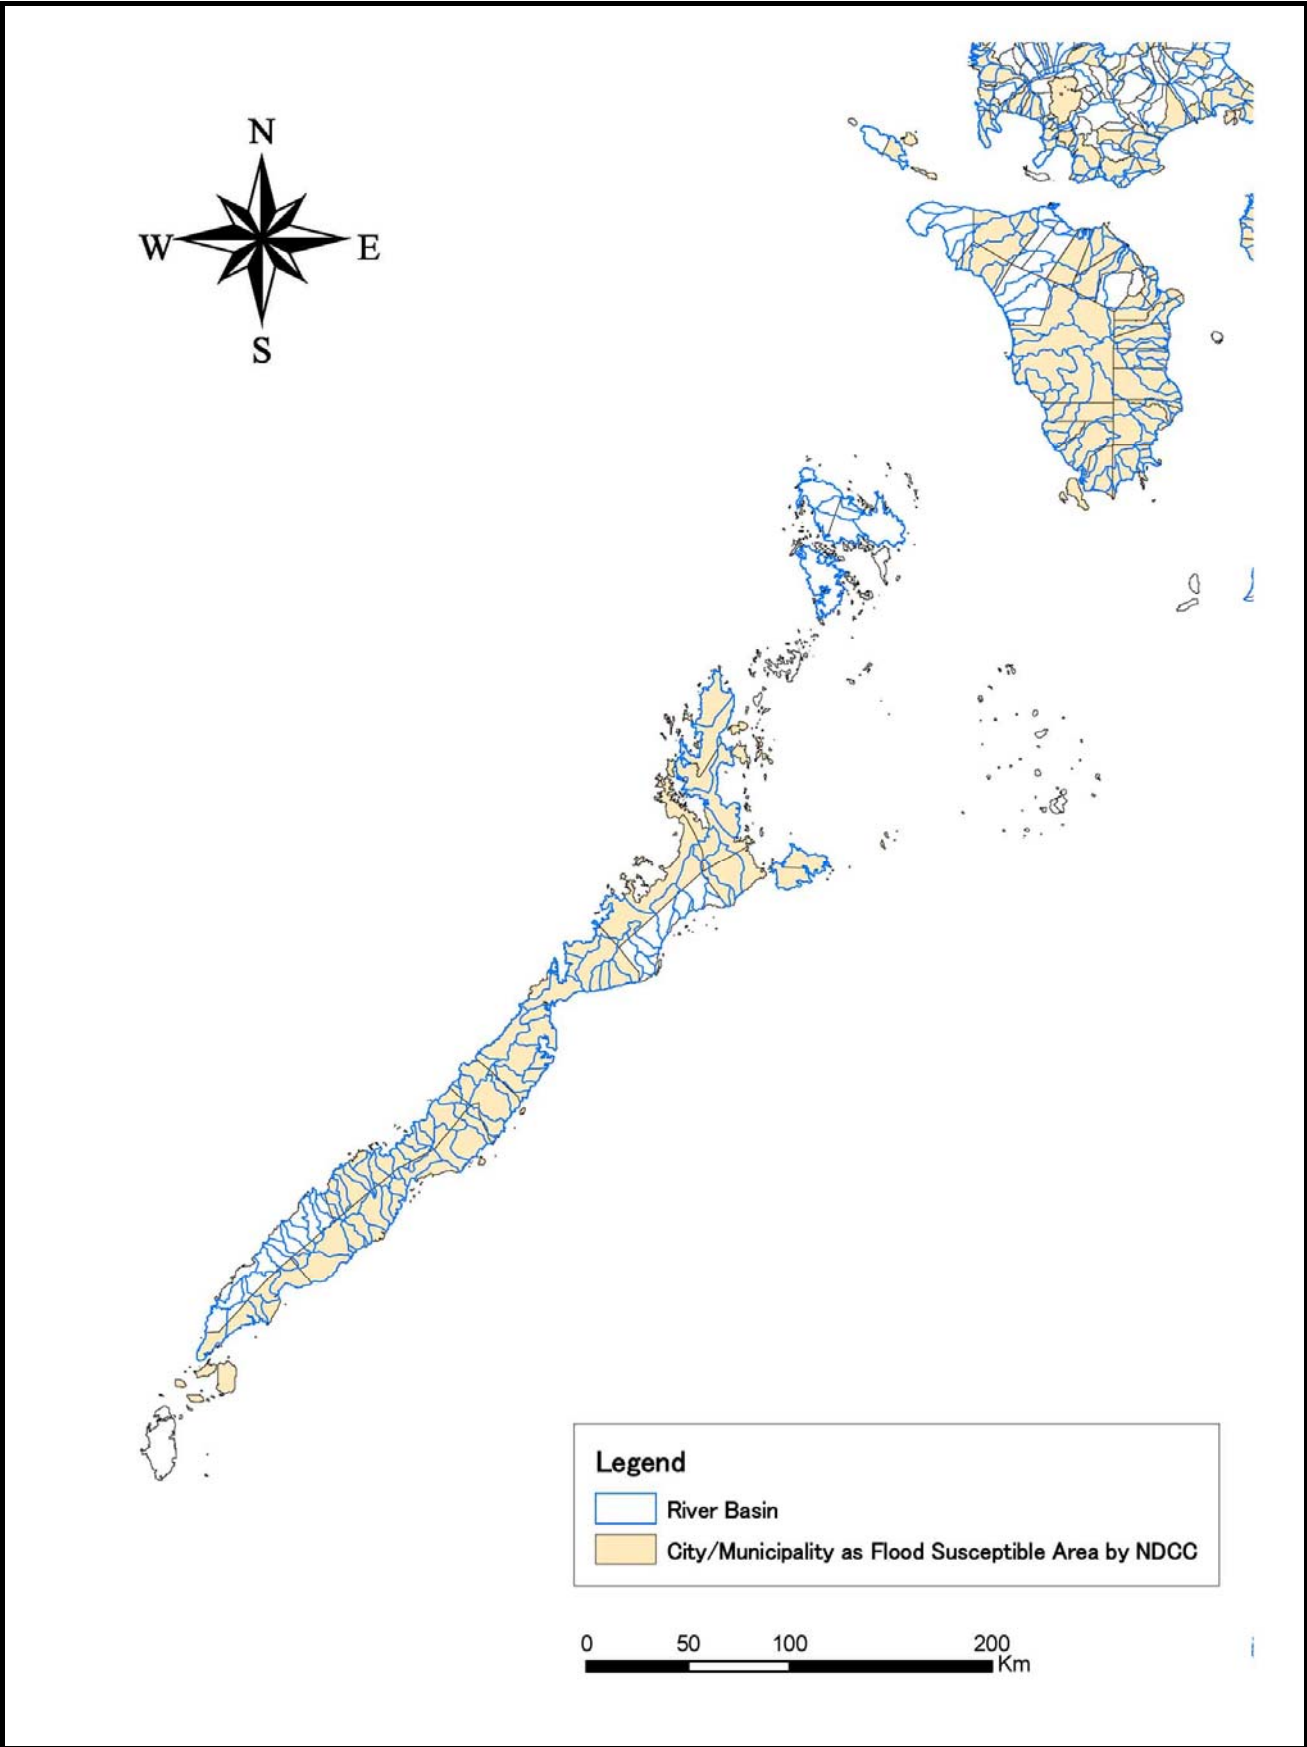 N
W E
S
Legend
River Basin
City/Municipality as Flood Susceptible Area by NDCC
0 50 100 200
Km